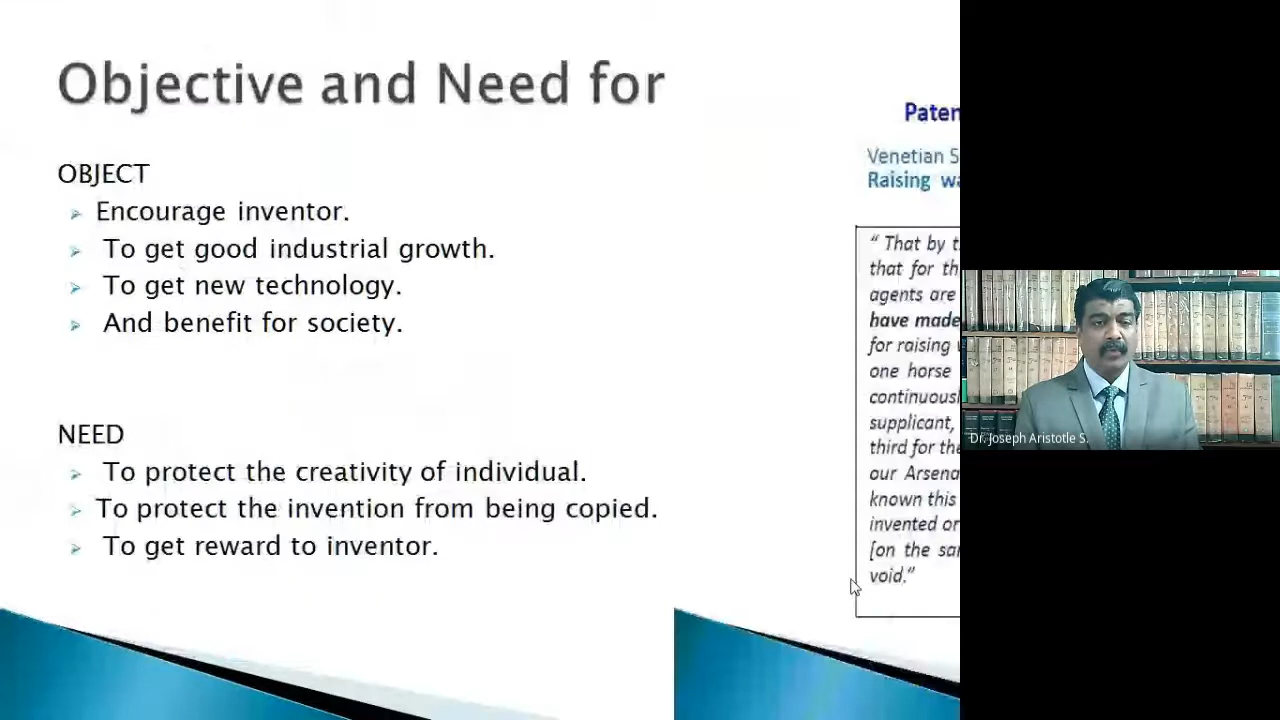 Objective and Need for
OBJECT
Encourage inventor.
To get good industrial growth.
To get new technology.
And benefit for society.
NEED
To protect the creativity of individual.
To protect the invention from being copied.
To get reward to inventor.
Paten
Venetian S
Raising wa
“ That by t
that for th
agents are
have made
for raising
one horse
continuousl
supplicant,
third for the
our Arsena
known this
invented or
[on the sar
void.”
Dr. Joseph Aristotle S.